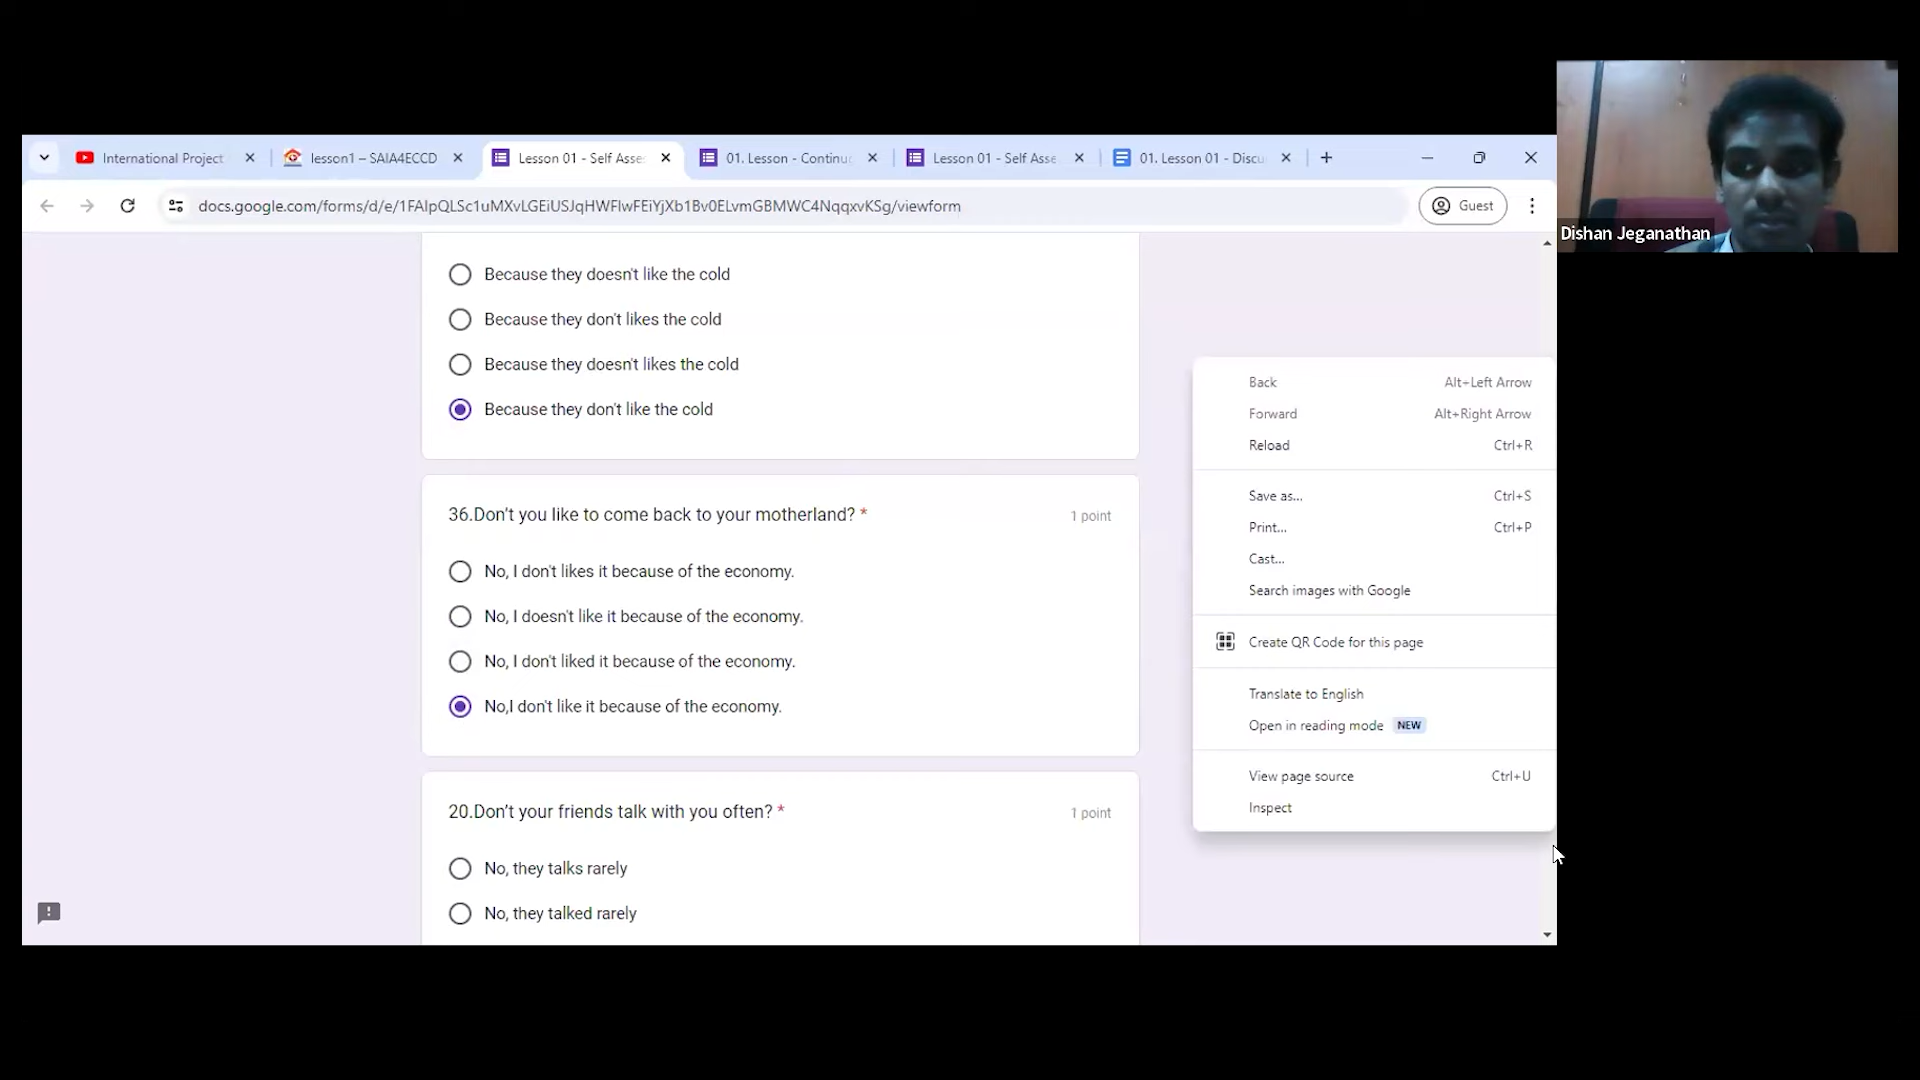 International Project
lesson1 – SAIA4ECCD
Lesson 01 - Self Asse
01. Lesson - Continuo
Lesson 01 - Self Asse
01. Lesson 01 - Discu
docs.google.com/forms/d/e/1FAIpQLSc1uMXvLGEiUSJqHWFlwFEiYjXb1Bv0ELvmGBMWC4NqqxvKSg/viewform
Guest
Dishan Jeganathan
Because they doesn't like the cold
Because they don't likes the cold
Because they doesn't likes the cold
Because they don't like the cold
36.Don't you like to come back to your motherland? *
1 point
No, I don't likes it because of the economy.
No, I doesn't like it because of the economy.
No, I don't liked it because of the economy.
No,I don't like it because of the economy.
20.Don't your friends talk with you often? *
1 point
No, they talks rarely
No, they talked rarely
Back Alt+Left Arrow
Forward Alt+Right Arrow
Reload Ctrl+R
Save as... Ctrl+S
Print... Ctrl+P
Cast...
Search images with Google
Create QR Code for this page
Translate to English
Open in reading mode NEW
View page source Ctrl+U
Inspect